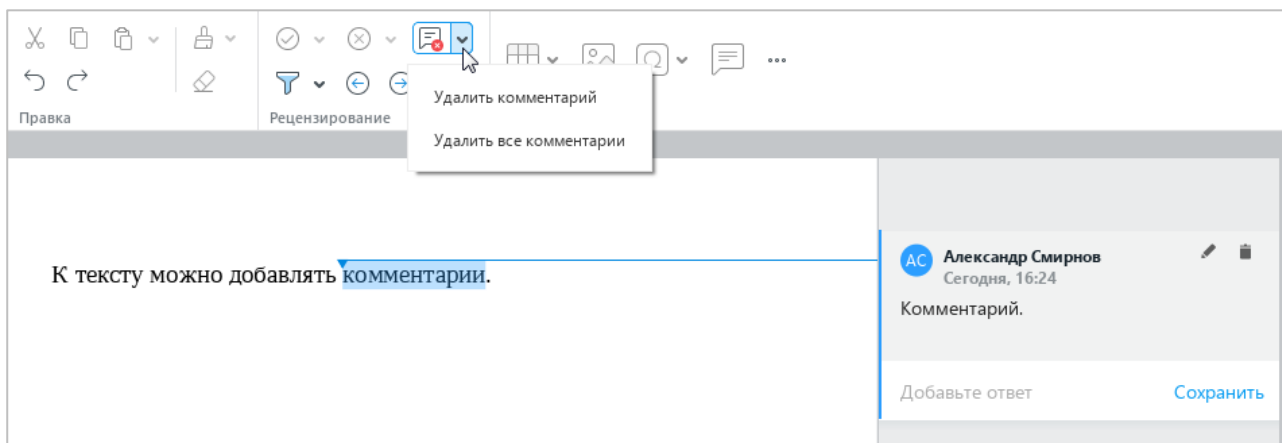 Удалить комментарий
Удалить все комментарии
Правка
Рецензирование
К тексту можно добавлять комментарии.
АС
Александр Смирнов
Сегодня, 16:24
Комментарий.
Добавьте ответ
Сохранить